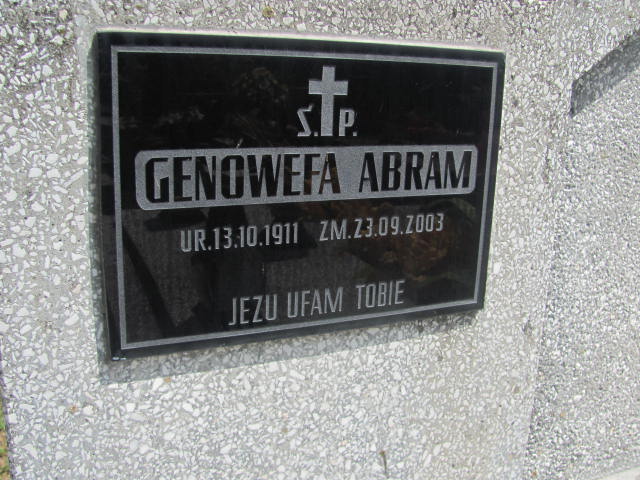 Ś.P.
GENOWEFA ABRAM
UR.13.10.1911 ZM.23.09.2003
JEZU UFAM TOBIE